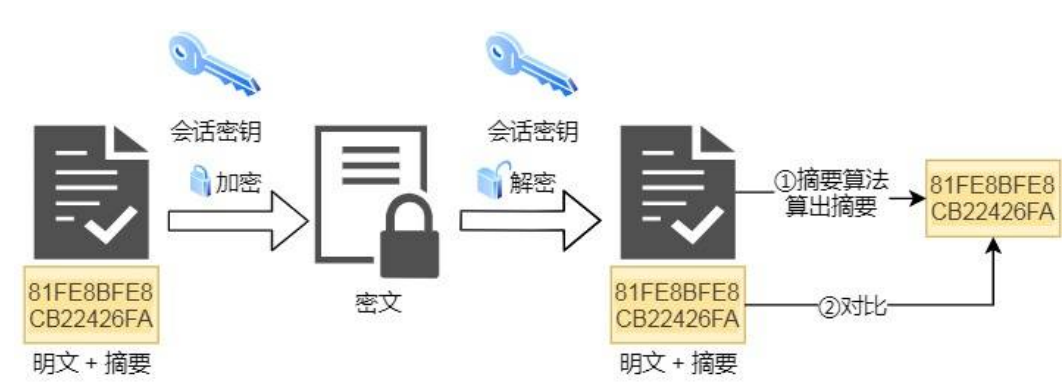 会话密钥
会话密钥
加密
解密
①摘要算法
算出摘要
81FE8BFE8
CB22426FA
81FE8BFE8
CB22426FA
密文
81FE8BFE8
CB22426FA
②对比
明文 + 摘要
明文 + 摘要